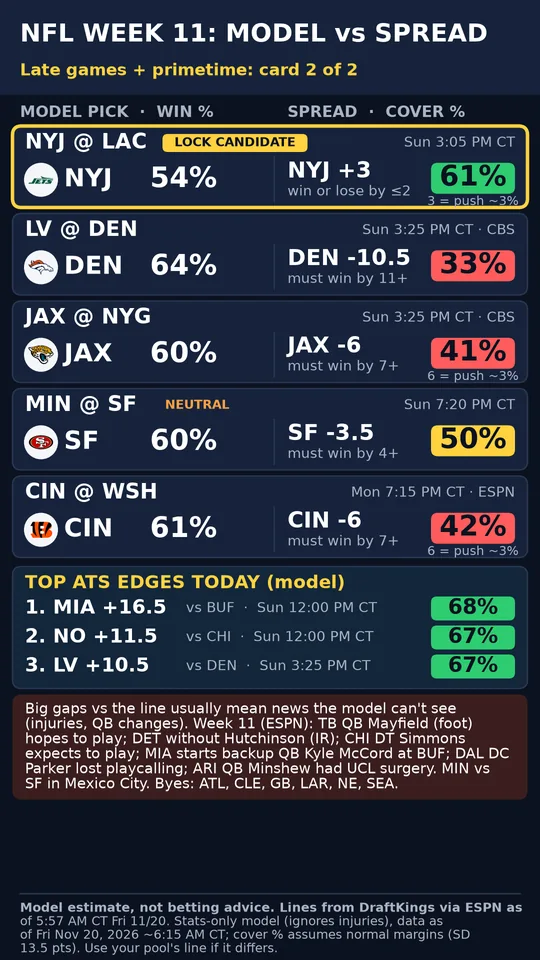 NFL WEEK 11: MODEL vs SPREAD
Late games + primetime: card 2 of 2
MODEL PICK · WIN % SPREAD · COVER %
NYJ @ LAC LOCK CANDIDATE Sun 3:05 PM CT
JETS NYJ 54% NYJ +3 61%
win or lose by ≤2
3 = push ~3%
LV @ DEN Sun 3:25 PM CT · CBS
DEN 64% DEN -10.5 33%
must win by 11+
JAX @ NYG Sun 3:25 PM CT · CBS
JAX 60% JAX -6 41%
must win by 7+
6 = push ~3%
MIN @ SF NEUTRAL Sun 7:20 PM CT
SF SF 60% SF -3.5 50%
must win by 4+
CIN @ WSH Mon 7:15 PM CT · ESPN
CIN 61% CIN -6 42%
must win by 7+
6 = push ~3%
TOP ATS EDGES TODAY (model)
1. MIA +16.5 vs BUF · Sun 12:00 PM CT 68%
2. NO +11.5 vs CHI · Sun 12:00 PM CT 67%
3. LV +10.5 vs DEN · Sun 3:25 PM CT 67%
Big gaps vs the line usually mean news the model can't see
(injuries, QB changes). Week 11 (ESPN): TB QB Mayfield (foot)
hopes to play; DET without Hutchinson (IR); CHI DT Simmons
expects to play; MIA starts backup QB Kyle McCord at BUF; DAL DC
Parker lost playcalling; ARI QB Minshew had UCL surgery. MIN vs
SF in Mexico City. Byes: ATL, CLE, GB, LAR, NE, SEA.
Model estimate, not betting advice. Lines from DraftKings via ESPN as
of 5:57 AM CT Fri 11/20. Stats-only model (ignores injuries), data as
of Fri Nov 20, 2026 ~6:15 AM CT; cover % assumes normal margins (SD
13.5 pts). Use your pool's line if it differs.